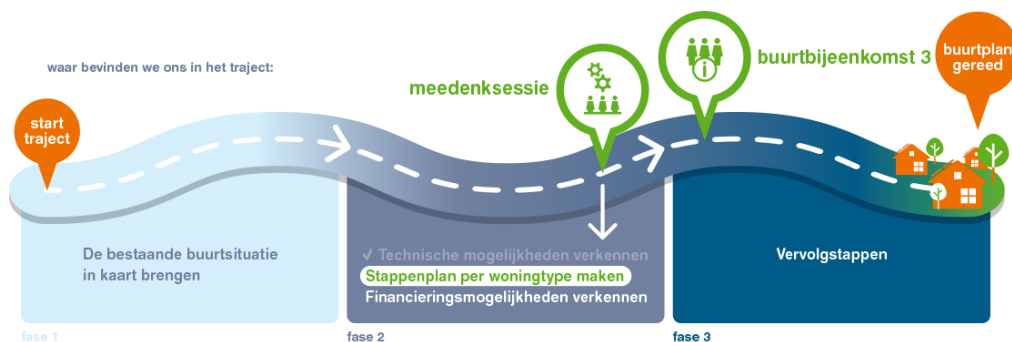 waar bevinden we ons in het traject:
start
traject
meedenksessie
buurtbijeenkomst 3
buurtplan
gereed
De bestaande buurtsituatie
in kaart brengen
✓ Technische mogelijkheden verkennen
Stappenplan per woningtype maken
Financieringsmogelijkheden verkennen
Vervolgstappen
fase 1
fase 2
fase 3